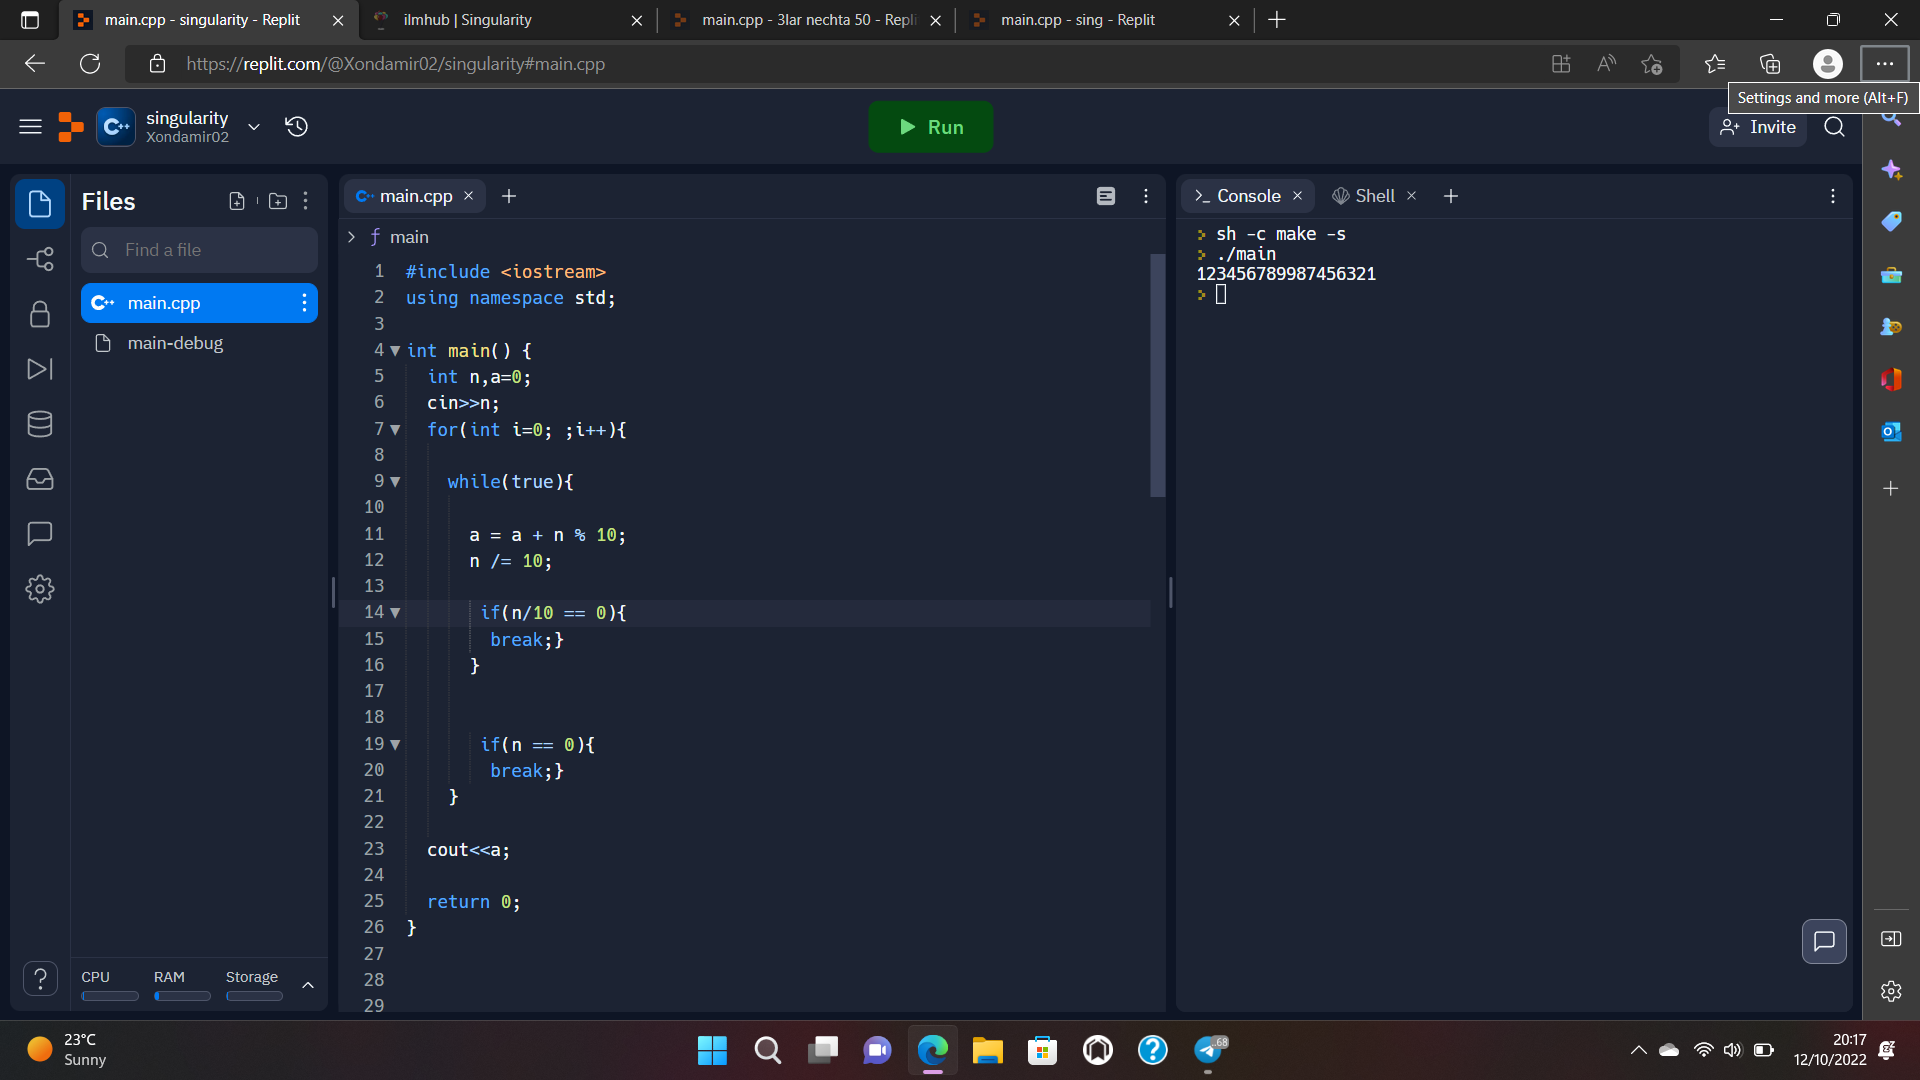 main.cpp - singularity - Replit
ilmhub | Singularity
main.cpp - 3lar nechta 50 - Repli
main.cpp - sing - Replit
https://replit.com/@Xondamir02/singularity#main.cpp
Settings and more (Alt+F)
C++
singularity
Xondamir02
Run
Invite
Files
Find a file
C++ main.cpp
main-debug
C++ main.cpp
Console
Shell
main
1 #include <iostream>
2 using namespace std;
3
4 int main() {
5 int n,a=0;
6 cin>>n;
7 for(int i=0; ;i++){
8
9 while(true){
10
11 a = a + n % 10;
12 n /= 10;
13
14 if(n/10 == 0){
15 break;}
16 }
17
18
19 if(n == 0){
20 break;}
21 }
22
23 cout<<a;
24
25 return 0;
26 }
27
28
29
sh -c make -s
./main
123456789987456321
CPU
RAM
Storage
23°C
Sunny
68
20:17
12/10/2022